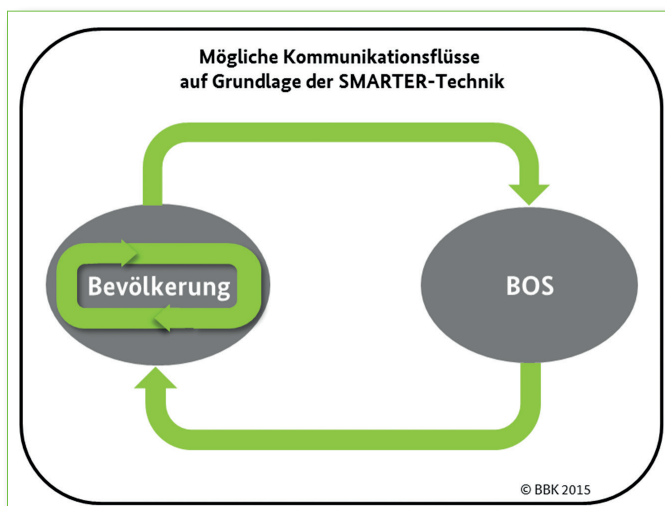 Mögliche Kommunikationsflüsse
auf Grundlage der SMARTER-Technik
Bevölkerung
BOS
© BBK 2015